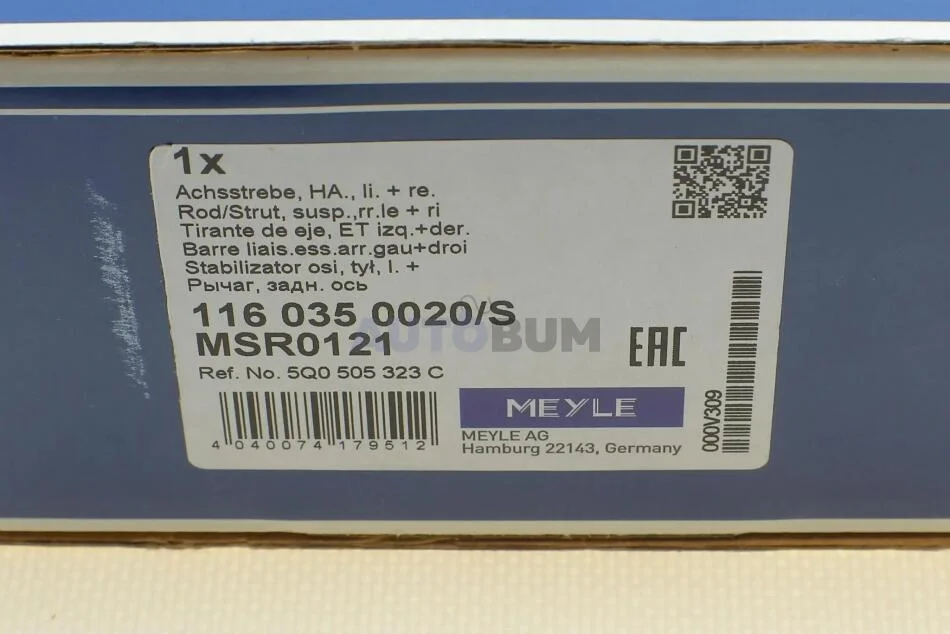 1x
Achsstrebe, HA., li. + re.
Rod/Strut, susp.,rr.le + ri
Tirante de eje, ET izq.+der.
Barre liais.ess.arr.gau+droi
Stabilizator osi, tył, l. +
Рычаг, задн. ось
116 035 0020/S
AUTOBUM
MSR0121
EAC
Ref. No. 5Q0 505 323 C
MEYLE
4 040074 179512
MEYLE AG
Hamburg 22143, Germany
000V309